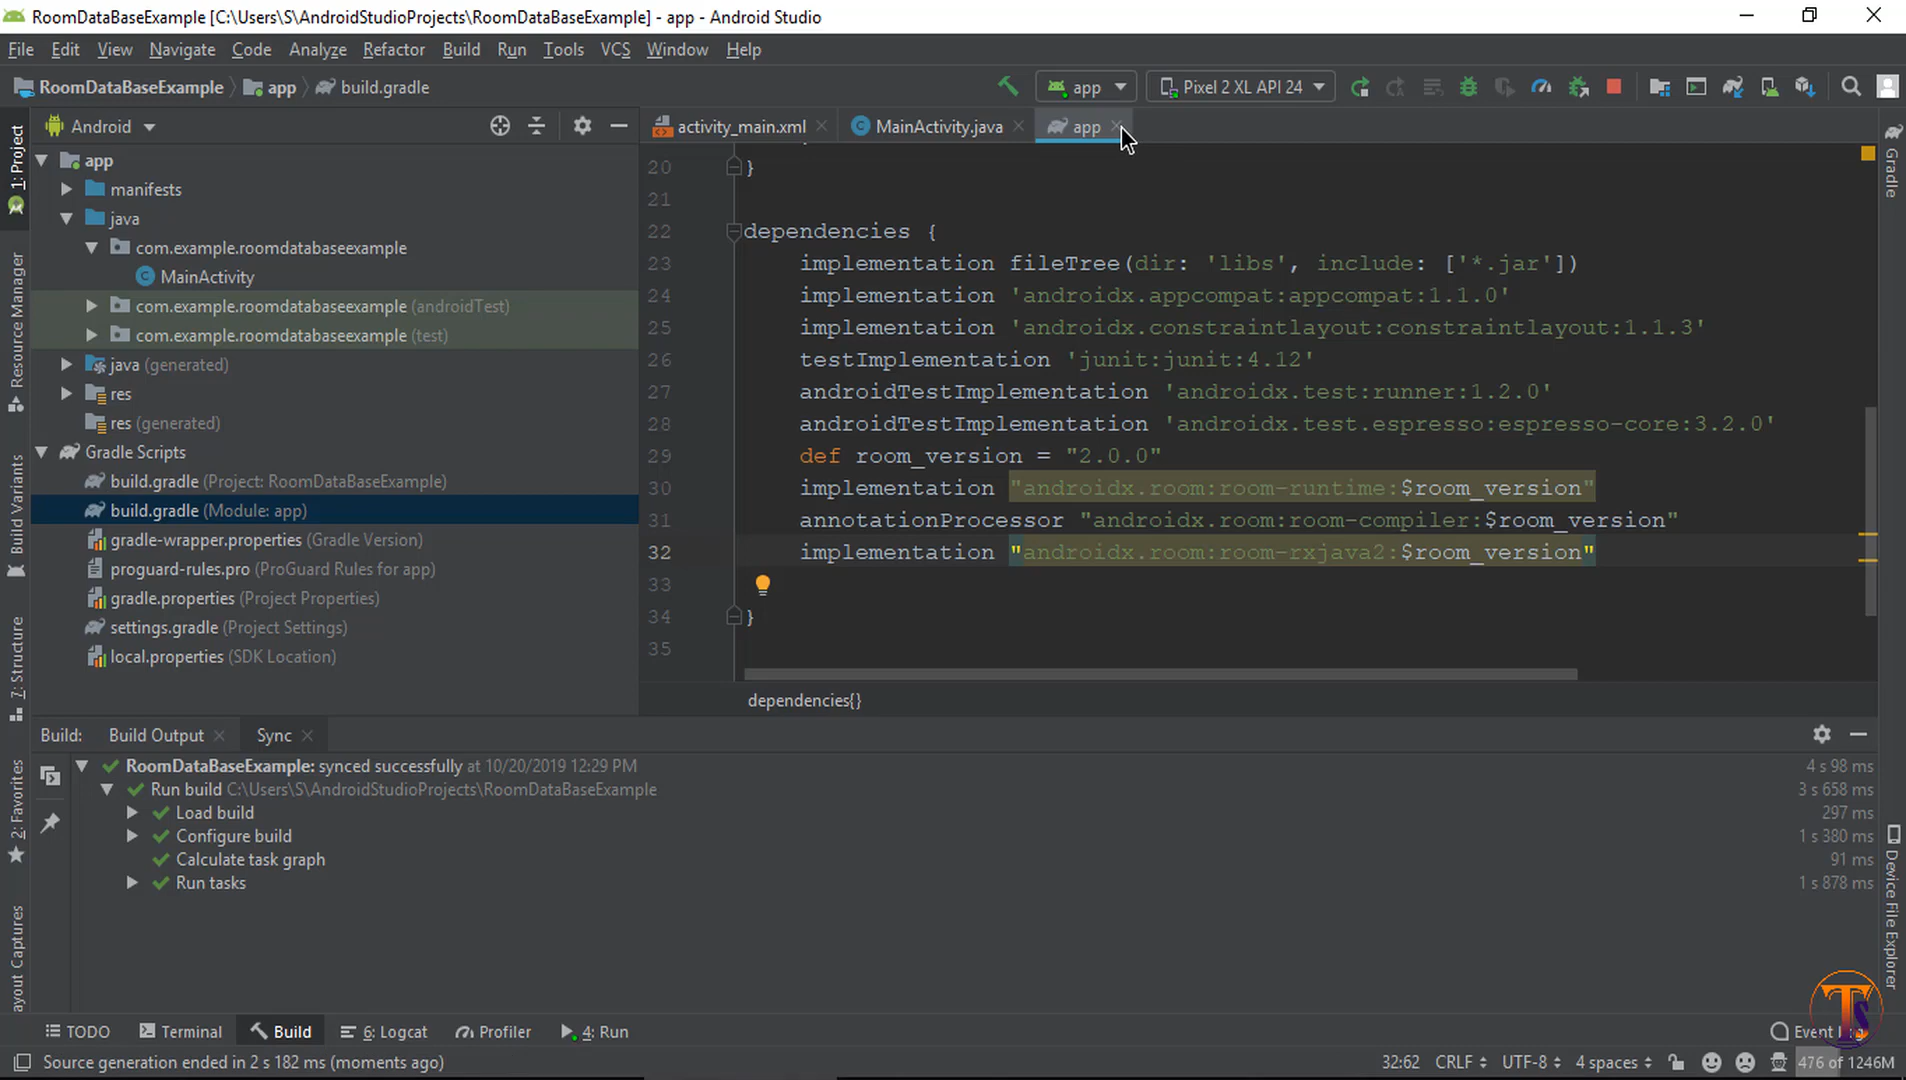 RoomDataBaseExample [C:\Users\S\AndroidStudioProjects\RoomDataBaseExample] - app - Android Studio
File Edit View Navigate Code Analyze Refactor Build Run Tools VCS Window Help
RoomDataBaseExample app build.gradle app Pixel 2 XL API 24
Android activity_main.xml MainActivity.java app
1: Project
Resource Manager
Build Variants
7: Structure
2: Favorites
ayout Captures
app
manifests
java
com.example.roomdatabaseexample
MainActivity
com.example.roomdatabaseexample (androidTest)
com.example.roomdatabaseexample (test)
java (generated)
res
res (generated)
Gradle Scripts
build.gradle (Project: RoomDataBaseExample)
build.gradle (Module: app)
gradle-wrapper.properties (Gradle Version)
proguard-rules.pro (ProGuard Rules for app)
gradle.properties (Project Properties)
settings.gradle (Project Settings)
local.properties (SDK Location)
20 }
21
22 dependencies {
23 implementation fileTree(dir: 'libs', include: ['*.jar'])
24 implementation 'androidx.appcompat:appcompat:1.1.0'
25 implementation 'androidx.constraintlayout:constraintlayout:1.1.3'
26 testImplementation 'junit:junit:4.12'
27 androidTestImplementation 'androidx.test:runner:1.2.0'
28 androidTestImplementation 'androidx.test.espresso:espresso-core:3.2.0'
29 def room_version = "2.0.0"
30 implementation "androidx.room:room-runtime:$room_version"
31 annotationProcessor "androidx.room:room-compiler:$room_version"
32 implementation "androidx.room:room-rxjava2:$room_version"
33
34 }
35
dependencies{}
Gradle
Device File Explorer
Build: Build Output Sync
RoomDataBaseExample: synced successfully at 10/20/2019 12:29 PM 4 s 98 ms
Run build C:\Users\S\AndroidStudioProjects\RoomDataBaseExample 3 s 658 ms
Load build 297 ms
Configure build 1 s 380 ms
Calculate task graph 91 ms
Run tasks 1 s 878 ms
TS
TODO Terminal Build 6: Logcat Profiler 4: Run Event
Source generation ended in 2 s 182 ms (moments ago) 32:62 CRLF UTF-8 4 spaces 476 of 1246M